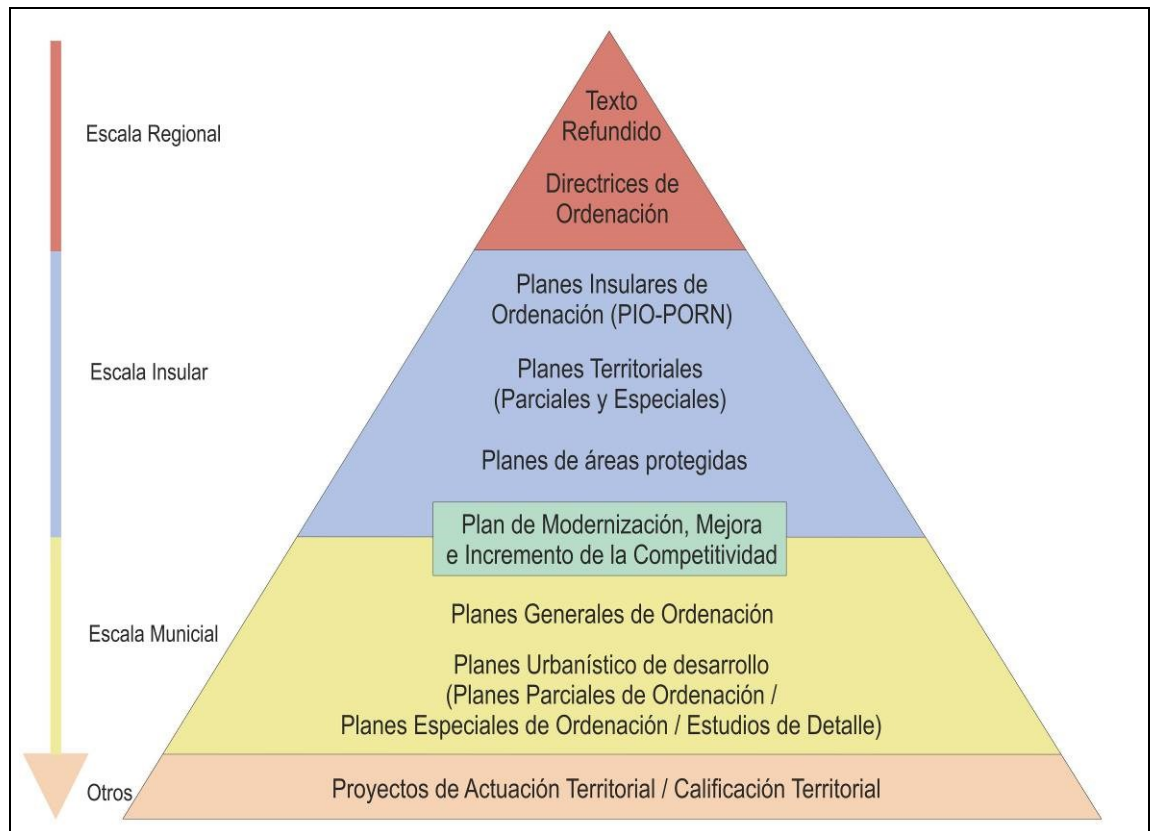 Escala Regional
Texto
Refundido
Directrices de
Ordenación
Escala Insular
Planes Insulares de
Ordenación (PIO-PORN)
Planes Territoriales
(Parciales y Especiales)
Planes de áreas protegidas
Plan de Modernización, Mejora
e Incremento de la Competitividad
Escala Municial
Planes Generales de Ordenación
Planes Urbanístico de desarrollo
(Planes Parciales de Ordenación /
Planes Especiales de Ordenación / Estudios de Detalle)
Otros
Proyectos de Actuación Territorial / Calificación Territorial